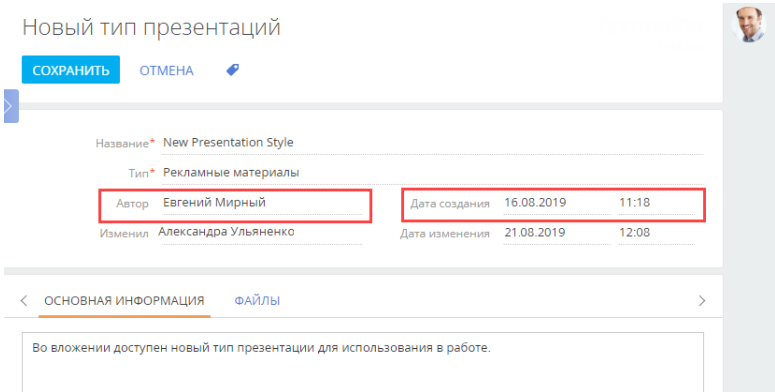 Новый тип презентаций
СОХРАНИТЬ ОТМЕНА
Название* New Presentation Style
Тип* Рекламные материалы
Автор Евгений Мирный Дата создания 16.08.2019 11:18
Изменил Александра Ульяненко Дата изменения 21.08.2019 12:08
ОСНОВНАЯ ИНФОРМАЦИЯ ФАЙЛЫ
Во вложении доступен новый тип презентации для использования в работе.